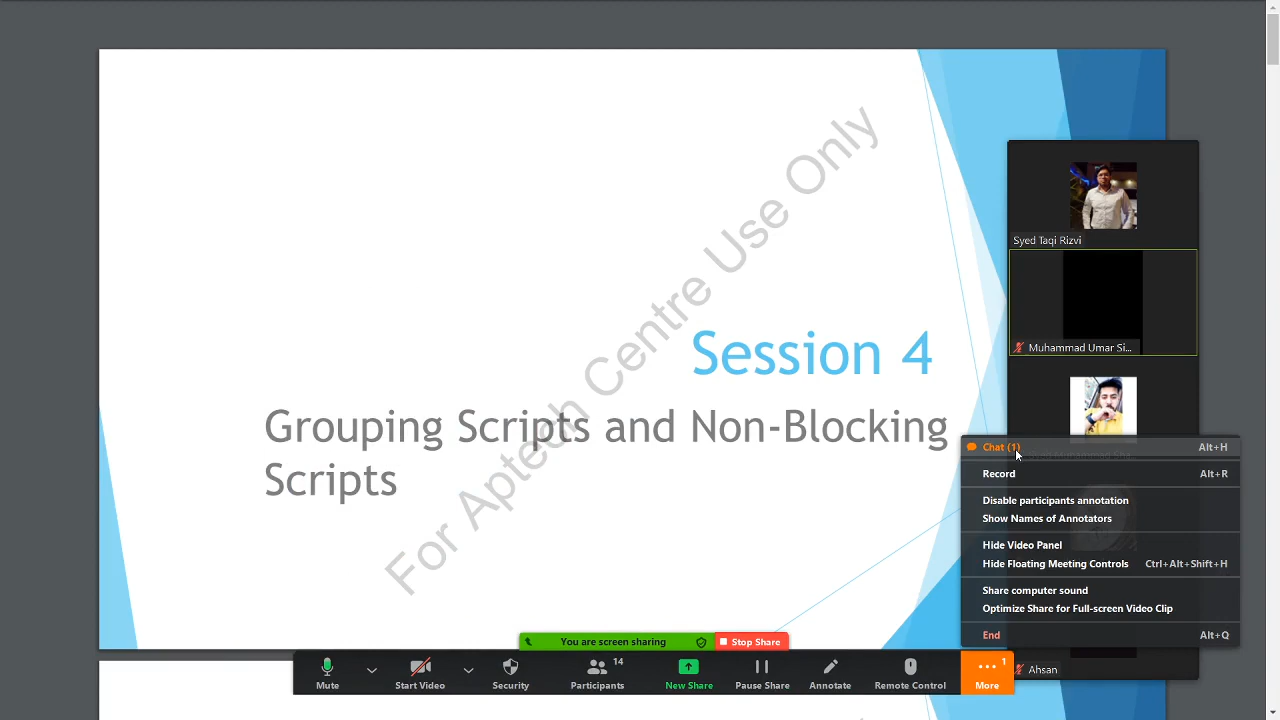 For Aptech Centre Use Only
Session 4
Grouping Scripts and Non-Blocking
Scripts
Syed Taqi Rizvi
Muhammad Umar Si...
Chat (1) Alt+H
Record Alt+R
Disable participants annotation
Show Names of Annotators
Hide Video Panel
Hide Floating Meeting Controls Ctrl+Alt+Shift+H
Share computer sound
Optimize Share for Full-screen Video Clip
End Alt+Q
Ahsan
You are screen sharing
Stop Share
14
1
Mute
Start Video
Security
Participants
New Share
Pause Share
Annotate
Remote Control
More